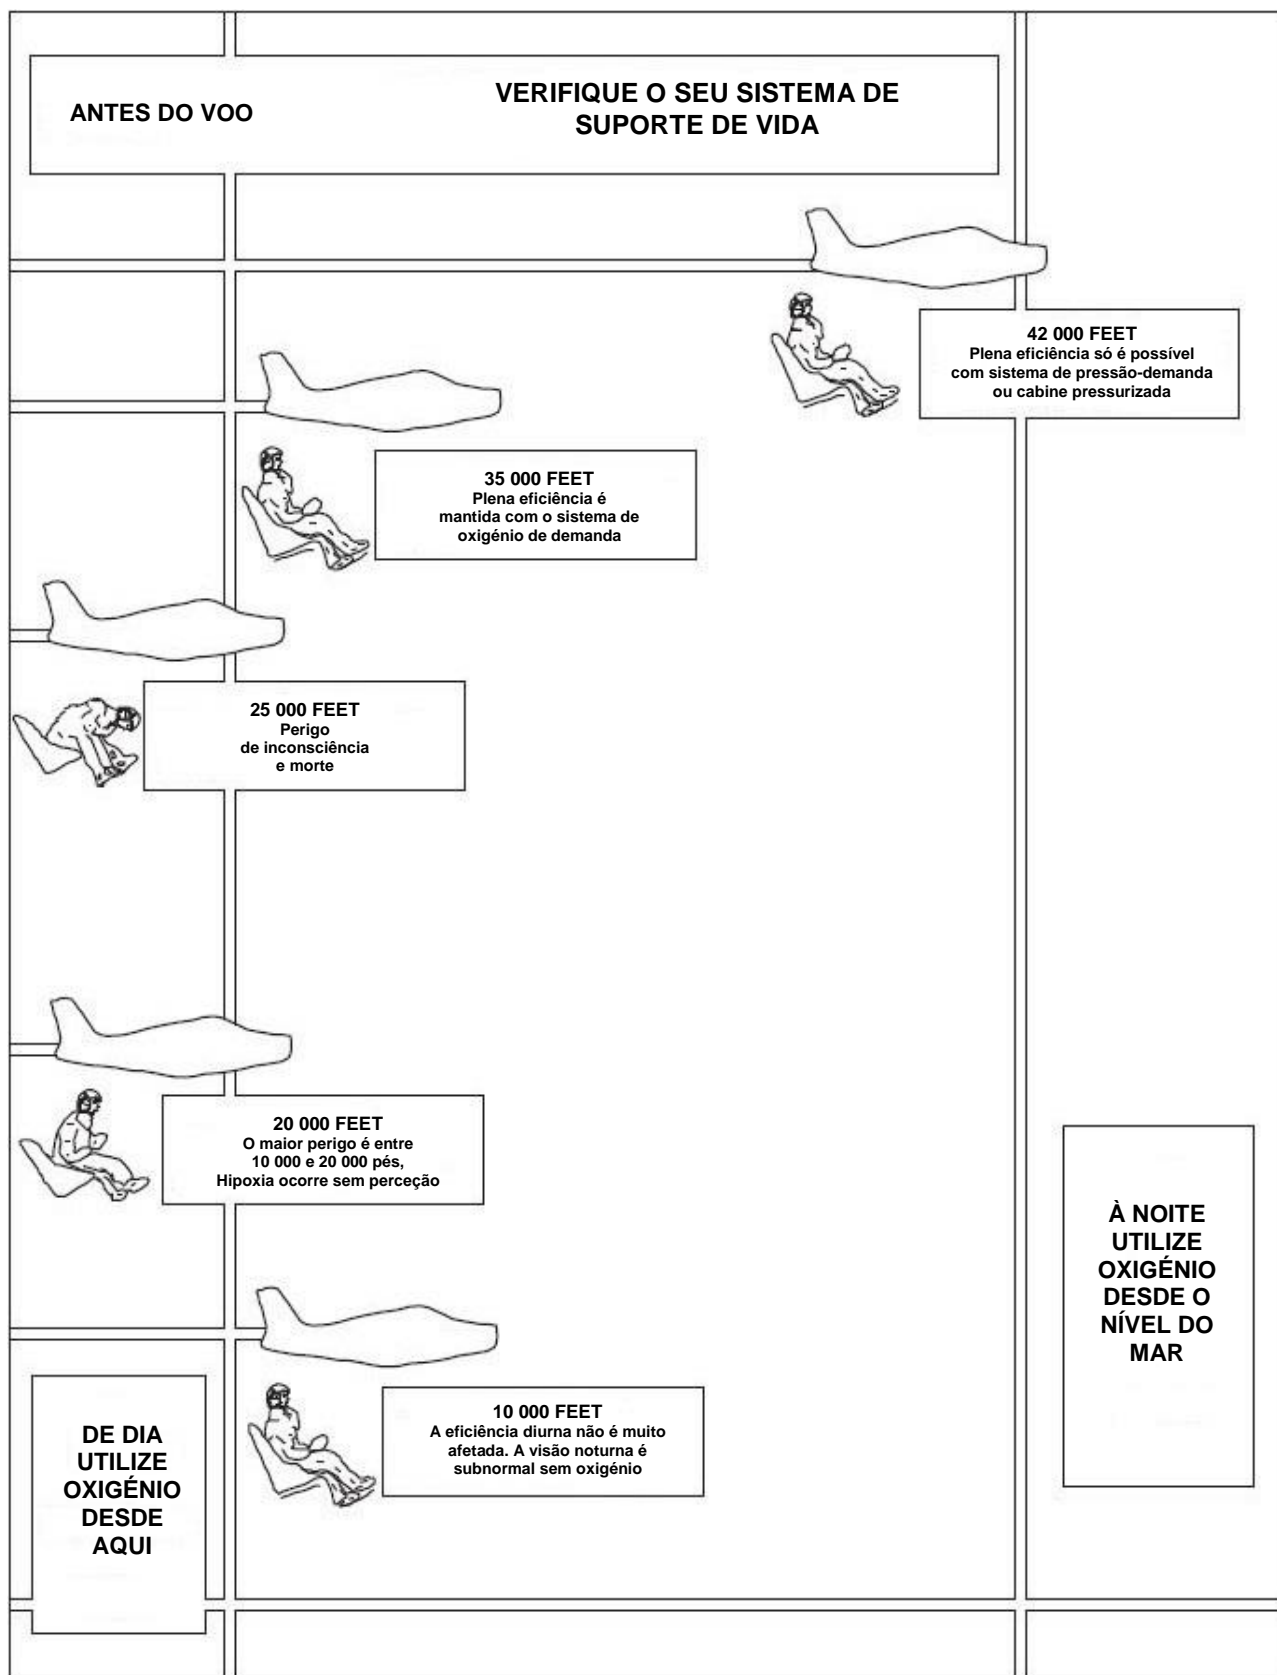 ANTES DO VOO
VERIFIQUE O SEU SISTEMA DE
SUPORTE DE VIDA
42 000 FEET
Plena eficiência só é possível
com sistema de pressão-demanda
ou cabine pressurizada
35 000 FEET
Plena eficiência é
mantida com o sistema de
oxigénio de demanda
25 000 FEET
Perigo
de inconsciência
e morte
20 000 FEET
O maior perigo é entre
10 000 e 20 000 pés,
Hipoxia ocorre sem perceção
À NOITE
UTILIZE
OXIGÉNIO
DESDE O
NÍVEL DO
MAR
10 000 FEET
A eficiência diurna não é muito
afetada. A visão noturna é
subnormal sem oxigénio
DE DIA
UTILIZE
OXIGÉNIO
DESDE
AQUI